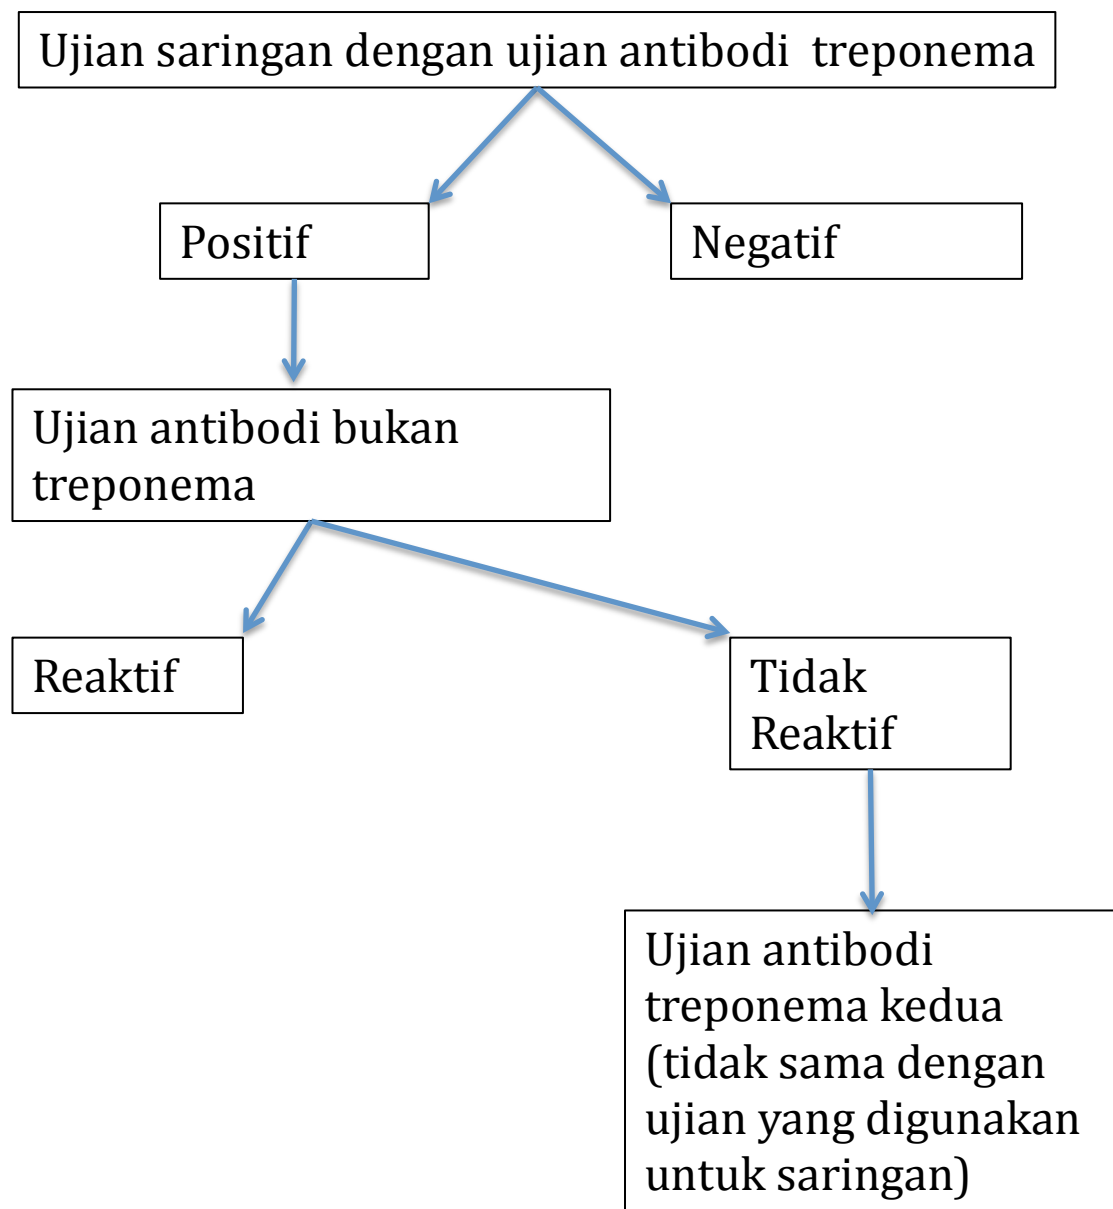 Ujian saringan dengan ujian antibodi  treponema
Positif
Negatif
Ujian antibodi bukan
treponema
Reaktif
Tidak
Reaktif
Ujian antibodi
treponema kedua
(tidak sama dengan
ujian yang digunakan
untuk saringan)